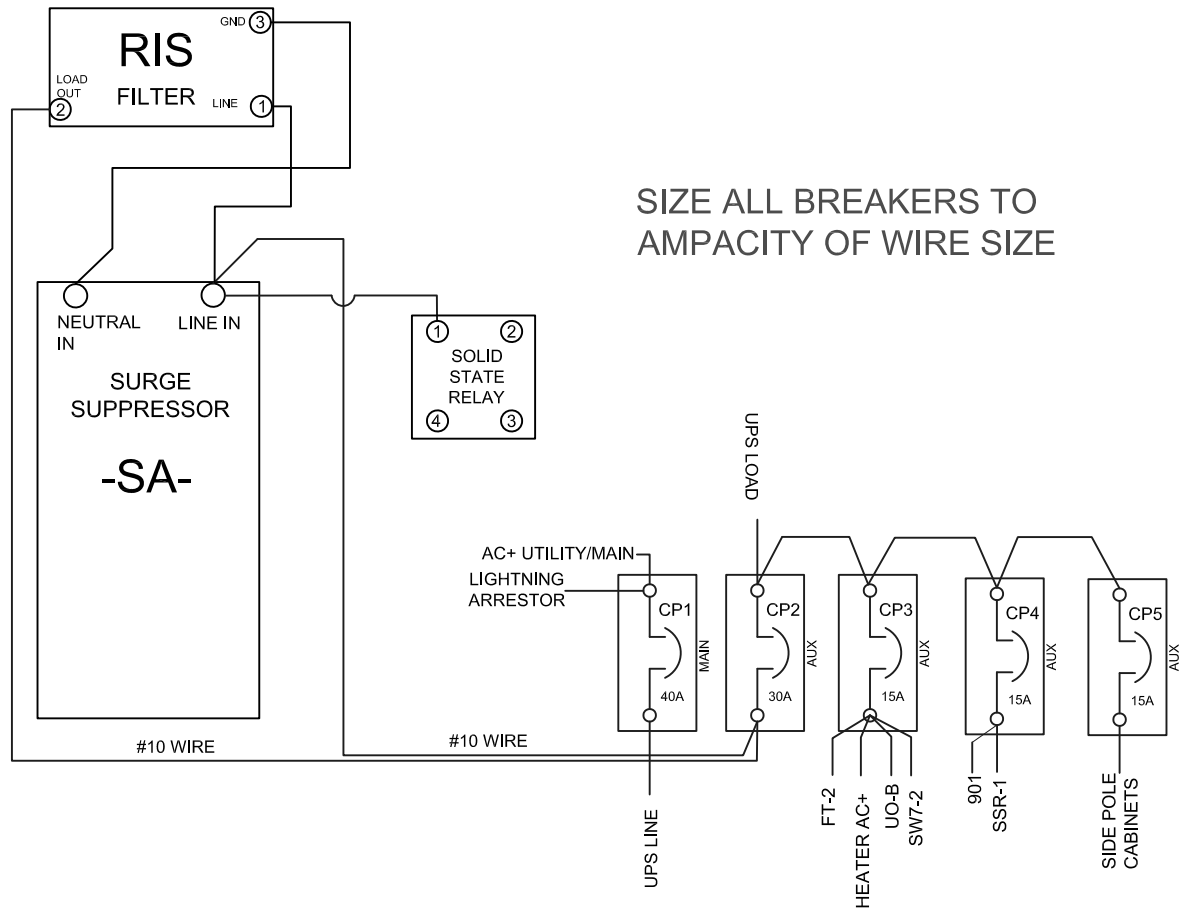 GND 3
RIS
LOAD
OUT
FILTER
2
LINE 1
SIZE ALL BREAKERS TO
AMPACITY OF WIRE SIZE
NEUTRAL
IN
LINE IN
SURGE
SUPPRESSOR
-SA-
1 2
SOLID
STATE
RELAY
4 3
UPS LOAD
AC+ UTILITY/MAIN
LIGHTNING
ARRESTOR
CP1
MAIN
40A
CP2
AUX
30A
CP3
AUX
15A
CP4
AUX
15A
CP5
AUX
15A
#10 WIRE
#10 WIRE
UPS LINE
FT-2
HEATER AC+
UO-B
SW7-2
901
SSR-1
SIDE POLE
CABINETS